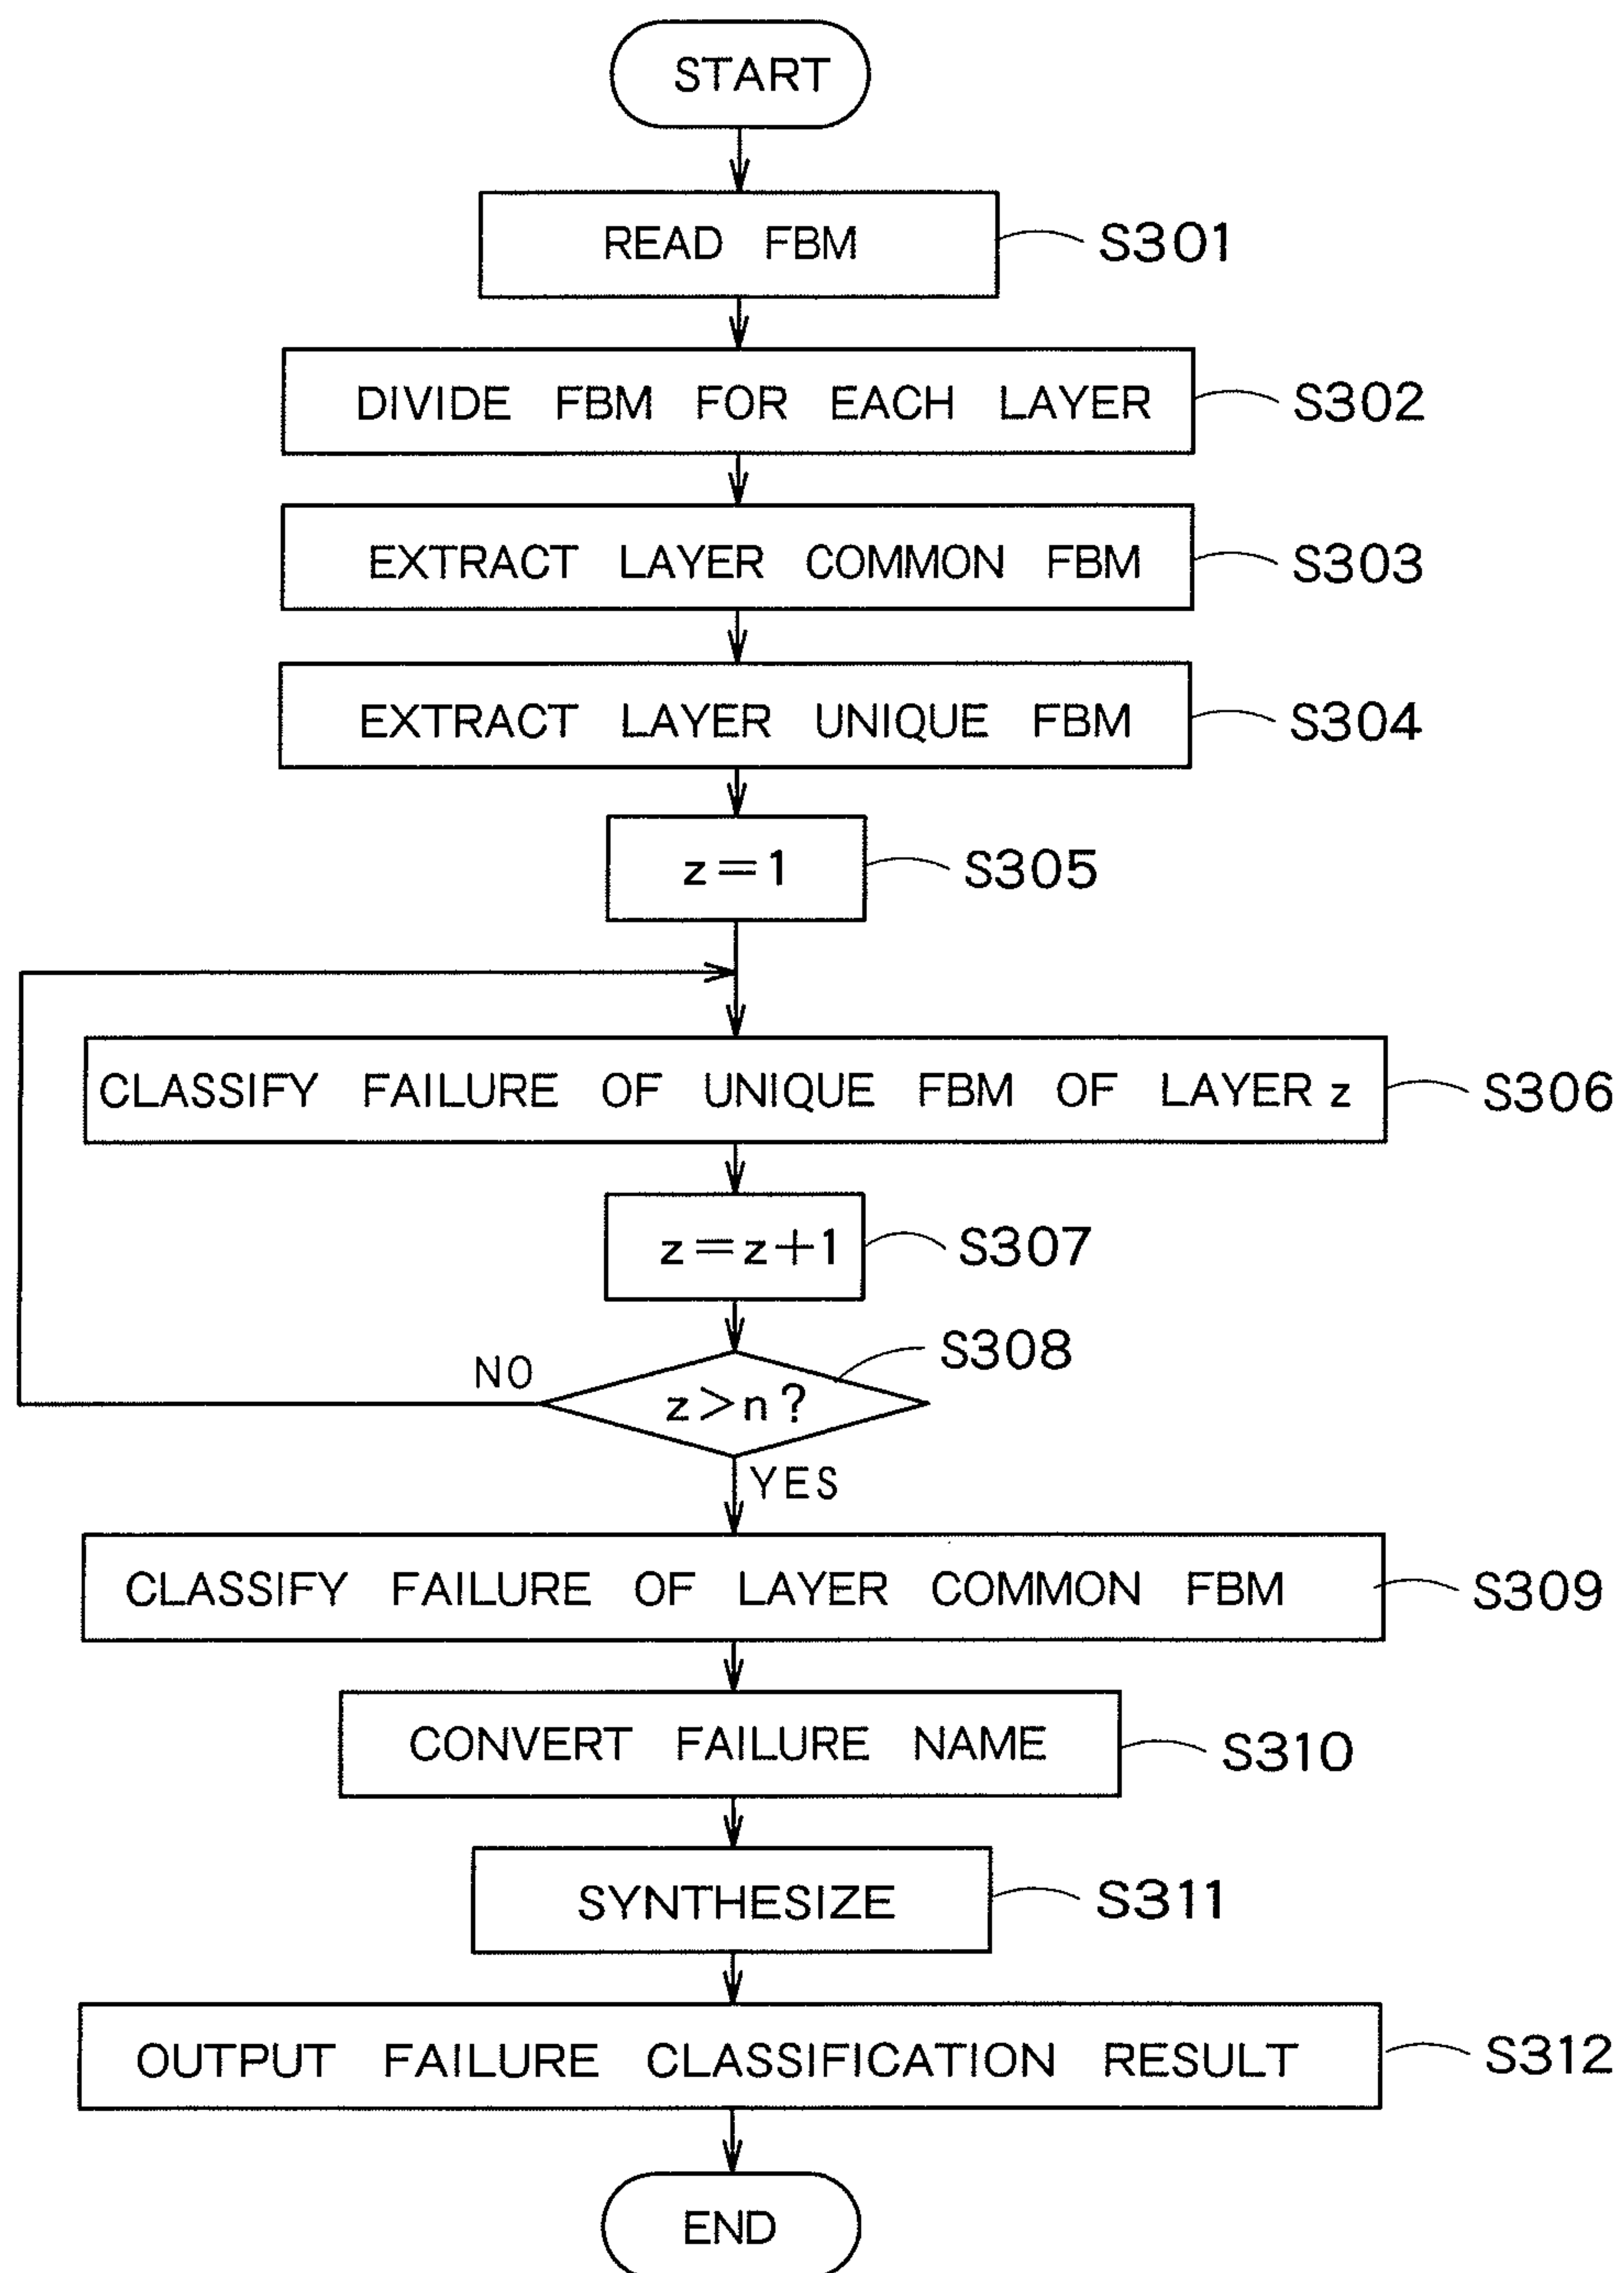 START
READ FBM
S301
DIVIDE FBM FOR EACH LAYER
S302
EXTRACT LAYER COMMON FBM
S303
EXTRACT LAYER UNIQUE FBM
S304
z=1
S305
CLASSIFY FAILURE OF UNIQUE FBM OF LAYER z
S306
z=z+1
S307
S308
NO
z>n?
YES
CLASSIFY FAILURE OF LAYER COMMON FBM
S309
CONVERT FAILURE NAME
S310
SYNTHESIZE
S311
OUTPUT FAILURE CLASSIFICATION RESULT
S312
END